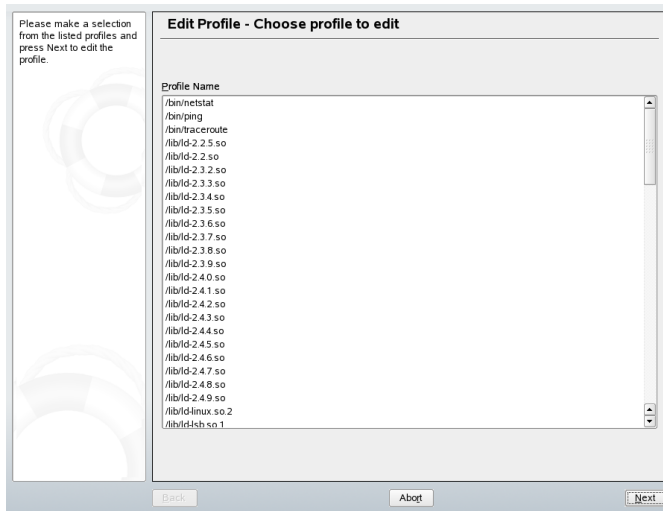 Please make a selection
from the listed profiles and
press Next to edit the
profile.
Edit Profile - Choose profile to edit
Profile Name
/bin/netstat
/bin/ping
/bin/traceroute
/lib/ld-2.2.5.so
/lib/ld-2.2.so
/lib/ld-2.3.2.so
/lib/ld-2.3.3.so
/lib/ld-2.3.4.so
/lib/ld-2.3.5.so
/lib/ld-2.3.6.so
/lib/ld-2.3.7.so
/lib/ld-2.3.8.so
/lib/ld-2.3.9.so
/lib/ld-2.4.0.so
/lib/ld-2.4.1.so
/lib/ld-2.4.2.so
/lib/ld-2.4.3.so
/lib/ld-2.4.4.so
/lib/ld-2.4.5.so
/lib/ld-2.4.6.so
/lib/ld-2.4.7.so
/lib/ld-2.4.8.so
/lib/ld-2.4.9.so
/lib/ld-linux.so.2
/lib/ld-lsb.so.1
Back
Abort
Next